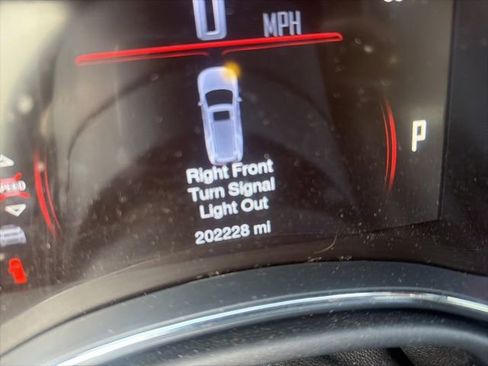 0
MPH
P
Right Front
Turn Signal
Light Out
202228 mi